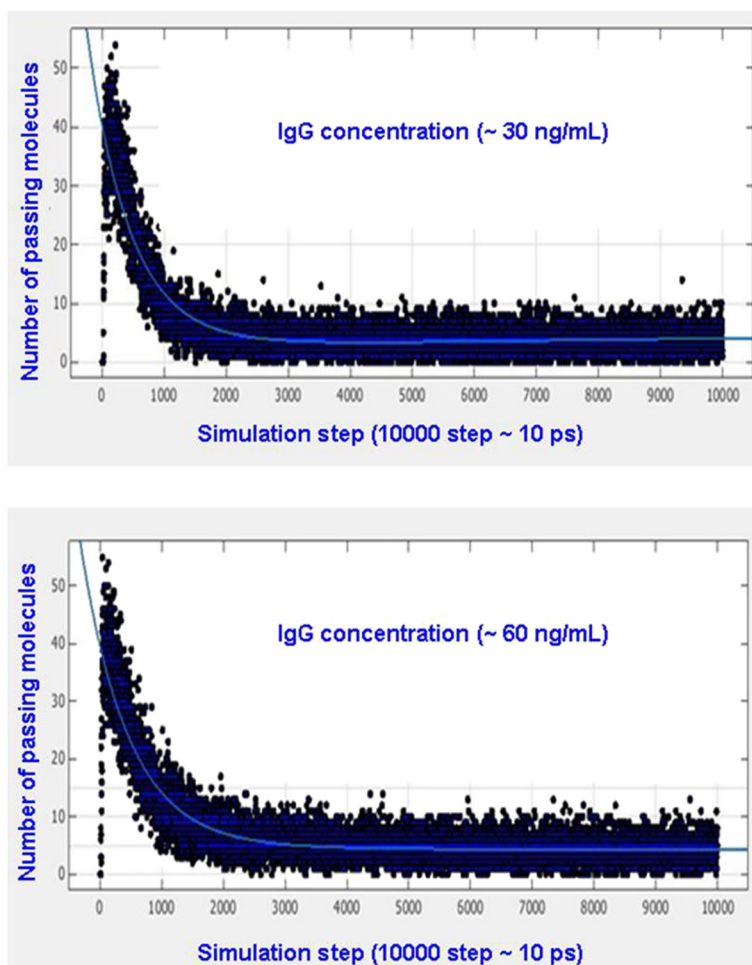 50
40
30
20
10
0
Number of passing molecules
IgG concentration (~ 30 ng/mL)
0 1000 2000 3000 4000 5000 6000 7000 8000 9000 10000
Simulation step (10000 step ~ 10 ps)
50
40
30
20
10
0
Number of passing molecules
IgG concentration (~ 60 ng/mL)
0 1000 2000 3000 4000 5000 6000 7000 8000 9000 10000
Simulation step (10000 step ~ 10 ps)